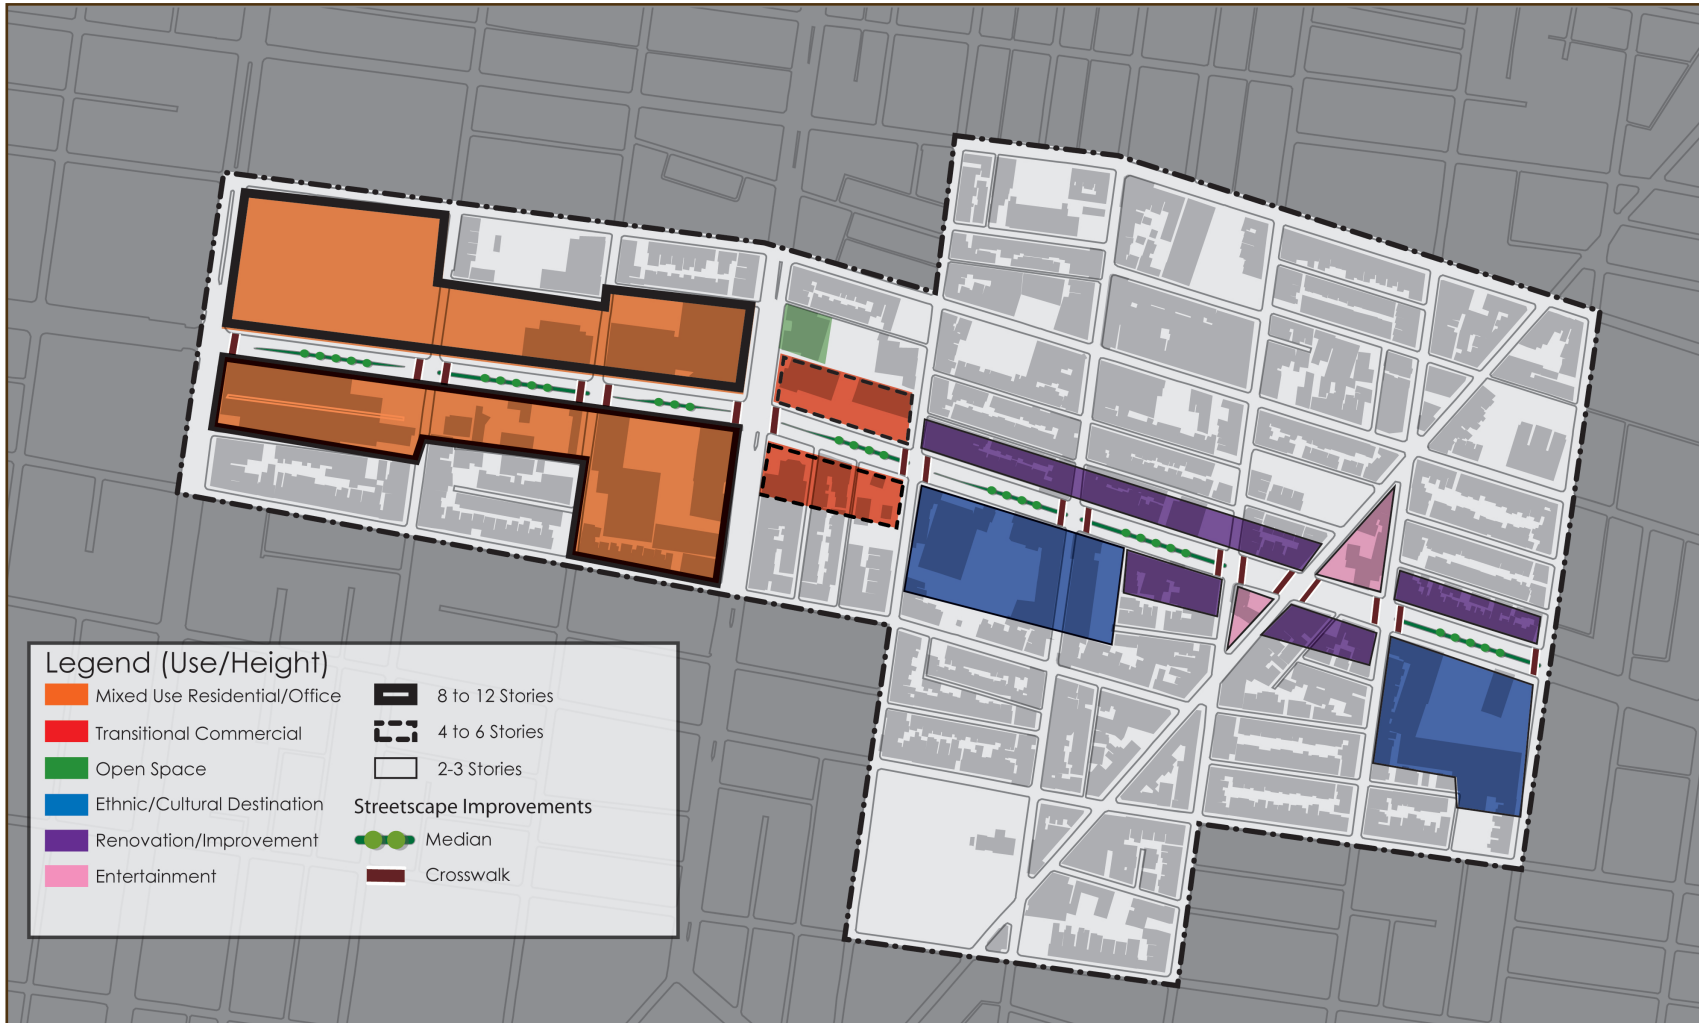 Legend (Use/Height)
Mixed Use Residential/Office
Transitional Commercial
Open Space
Ethnic/Cultural Destination
Renovation/Improvement
Entertainment
8 to 12 Stories
4 to 6 Stories
2-3 Stories
Streetscape Improvements
Median
Crosswalk